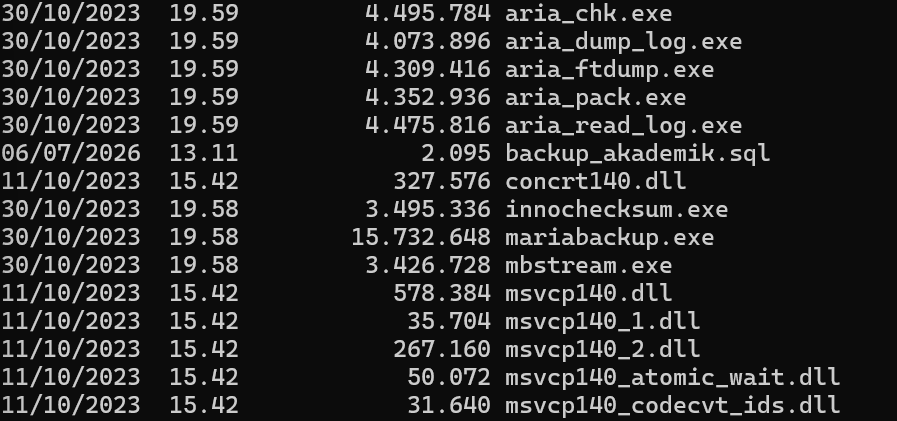 30/10/2023  19.59         4.495.784 aria_chk.exe
30/10/2023  19.59         4.073.896 aria_dump_log.exe
30/10/2023  19.59         4.309.416 aria_ftdump.exe
30/10/2023  19.59         4.352.936 aria_pack.exe
30/10/2023  19.59         4.475.816 aria_read_log.exe
06/07/2026  13.11             2.095 backup_akademik.sql
11/10/2023  15.42           327.576 concrt140.dll
30/10/2023  19.58         3.495.336 innochecksum.exe
30/10/2023  19.58        15.732.648 mariabackup.exe
30/10/2023  19.58         3.426.728 mbstream.exe
11/10/2023  15.42           578.384 msvcp140.dll
11/10/2023  15.42            35.704 msvcp140_1.dll
11/10/2023  15.42           267.160 msvcp140_2.dll
11/10/2023  15.42            50.072 msvcp140_atomic_wait.dll
11/10/2023  15.42            31.640 msvcp140_codecvt_ids.dll